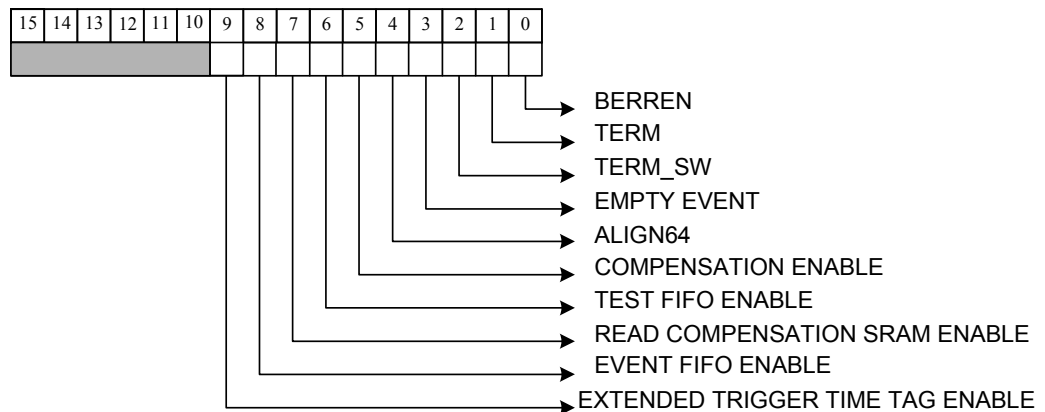 15 14 13 12 11 10 9 8 7 6 5 4 3 2 1 0
BERREN
TERM
TERM_SW
EMPTY EVENT
ALIGN64
COMPENSATION ENABLE
TEST FIFO ENABLE
READ COMPENSATION SRAM ENABLE
EVENT FIFO ENABLE
EXTENDED TRIGGER TIME TAG ENABLE